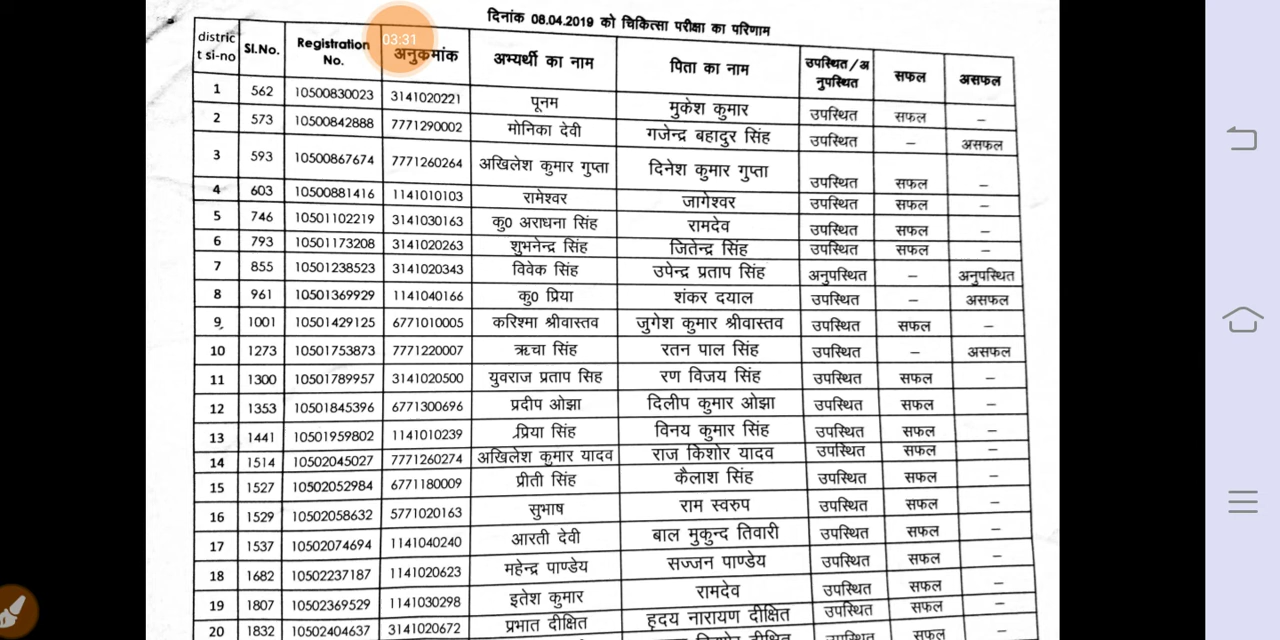 दिनांक 08.04.2019 को चिकित्सा परीक्षा का परिणाम
distric t si-no Sl.No. Registration No. अनुक्रमांक अभ्यर्थी का नाम पिता का नाम उपस्थित/अनुपस्थित सफल असफल
03:31
1 562 10500830023 3141020221 पूनम मुकेश कुमार उपस्थित सफल –
2 573 10500842888 7771290002 मोनिका देवी गजेन्द्र बहादुर सिंह उपस्थित – असफल
3 593 10500867674 7771260264 अखिलेश कुमार गुप्ता दिनेश कुमार गुप्ता उपस्थित सफल –
4 603 10500881416 1141010103 रामेश्वर जागेश्वर उपस्थित सफल –
5 746 10501102219 3141030163 कु0 अराधना सिंह रामदेव उपस्थित सफल –
6 793 10501173208 3141020263 शुभनेन्द्र सिंह जितेन्द्र सिंह उपस्थित सफल –
7 855 10501238523 3141020343 विवेक सिंह उपेन्द्र प्रताप सिंह अनुपस्थित – अनुपस्थित
8 961 10501369929 1141040166 कु0 प्रिया शंकर दयाल उपस्थित – असफल
9 1001 10501429125 6771010005 करिश्मा श्रीवास्तव जुगेश कुमार श्रीवास्तव उपस्थित सफल –
10 1273 10501753873 7771220007 ऋचा सिंह रतन पाल सिंह उपस्थित – असफल
11 1300 10501789957 3141020500 युवराज प्रताप सिंह रण विजय सिंह उपस्थित सफल –
12 1353 10501845396 6771300696 प्रदीप ओझा दिलीप कुमार ओझा उपस्थित सफल –
13 1441 10501959802 1141010239 प्रिया सिंह विनय कुमार सिंह उपस्थित सफल –
14 1514 10502045027 7771260274 अखिलेश कुमार यादव राज किशोर यादव उपस्थित सफल –
15 1527 10502052984 6771180009 प्रीती सिंह कैलाश सिंह उपस्थित सफल –
16 1529 10502058632 5771020163 सुभाष राम स्वरुप उपस्थित सफल –
17 1537 10502074694 1141040240 आरती देवी बाल मुकुन्द तिवारी उपस्थित सफल –
18 1682 10502237187 1141020623 महेन्द्र पाण्डेय सज्जन पाण्डेय उपस्थित सफल –
19 1807 10502369529 1141030298 इतेश कुमार रामदेव उपस्थित सफल –
20 1832 10502404637 3141020672 प्रभात दीक्षित हृदय नारायण दीक्षित उपस्थित सफल –